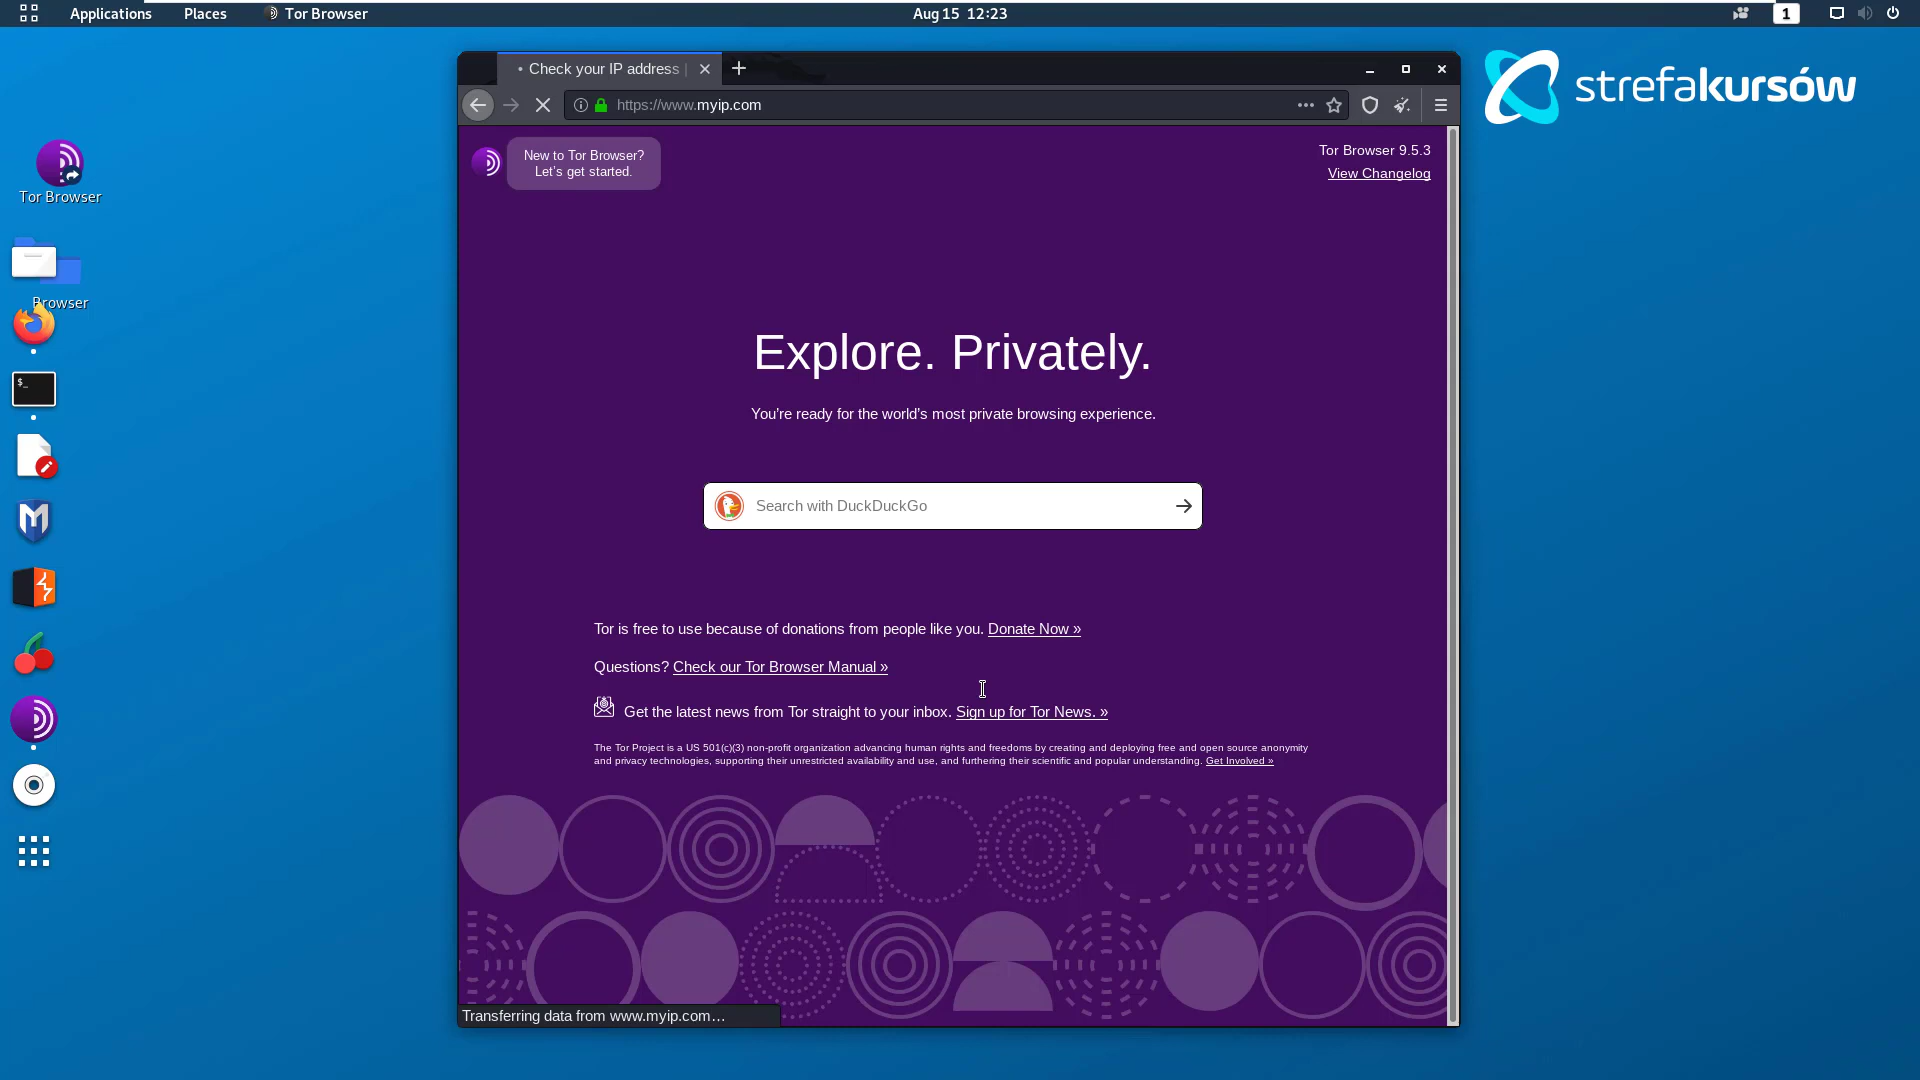 Applications
Places
Tor Browser
Aug 15 12:23
1
Check your IP address |
https://www.myip.com
strefakursów
New to Tor Browser?
Let's get started.
Tor Browser 9.5.3
View Changelog
Tor Browser
Browser
$_
Explore. Privately.
You're ready for the world's most private browsing experience.
Search with DuckDuckGo
Tor is free to use because of donations from people like you. Donate Now »
Questions? Check our Tor Browser Manual »
Get the latest news from Tor straight to your inbox. Sign up for Tor News. »
The Tor Project is a US 501(c)(3) non-profit organization advancing human rights and freedoms by creating and deploying free and open source anonymity
and privacy technologies, supporting their unrestricted availability and use, and furthering their scientific and popular understanding. Get Involved »
Transferring data from www.myip.com…